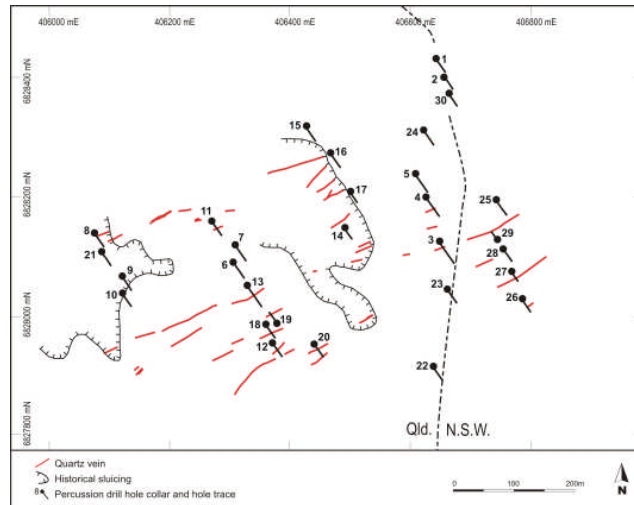 406000 mE 406200 mE 406400 mE 406600 mE 406800 mE
6828400 mN
1
2
30
15
24
16
5
17
4
25
11
8
14
7
29
3
21
28
6
27
9
13
23
10
26
6828200 mN
6828000 mN
18
19
12
20
22
Qld. N.S.W.
6827800 mN
Quartz vein
Historical sluicing
8 Percussion drill hole collar and hole trace
0 100 200m
N